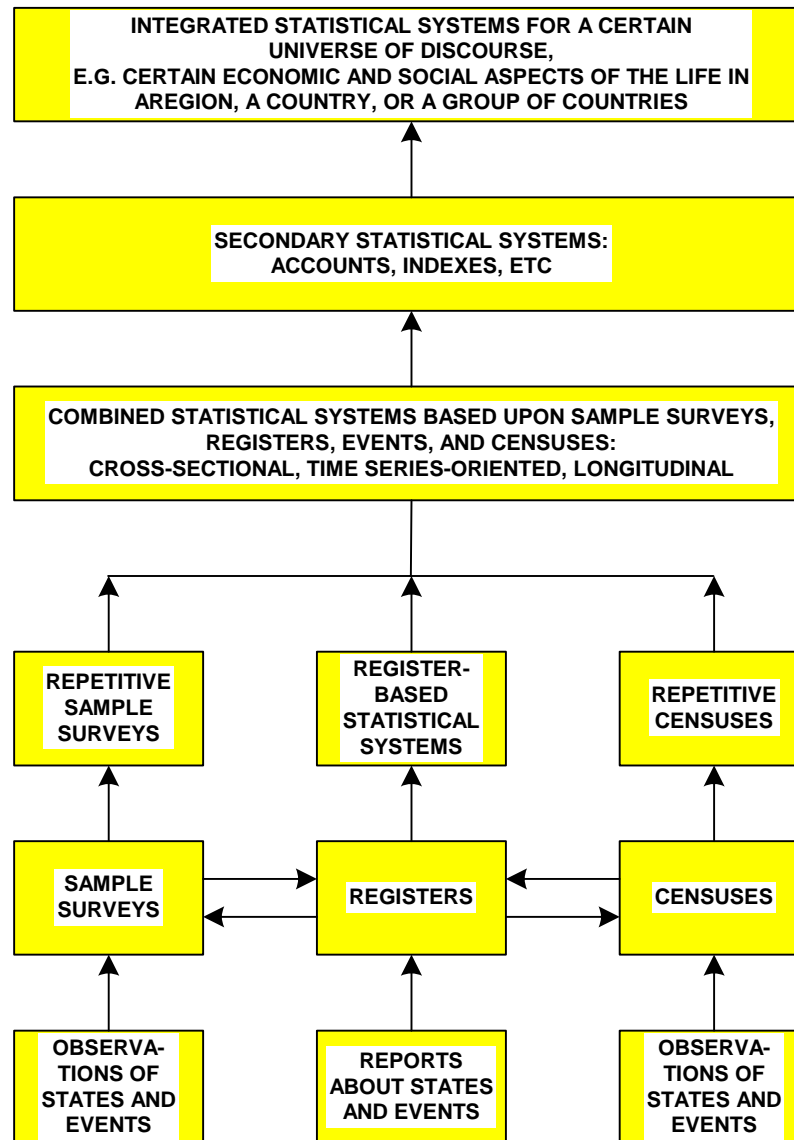 INTEGRATED STATISTICAL SYSTEMS FOR A CERTAIN
UNIVERSE OF DISCOURSE,
E.G. CERTAIN ECONOMIC AND SOCIAL ASPECTS OF THE LIFE IN
AREGION, A COUNTRY, OR A GROUP OF COUNTRIES
SECONDARY STATISTICAL SYSTEMS:
ACCOUNTS, INDEXES, ETC
COMBINED STATISTICAL SYSTEMS BASED UPON SAMPLE SURVEYS,
REGISTERS, EVENTS, AND CENSUSES:
CROSS-SECTIONAL, TIME SERIES-ORIENTED, LONGITUDINAL
REPETITIVE
SAMPLE
SURVEYS
REGISTER-
BASED
STATISTICAL
SYSTEMS
REPETITIVE
CENSUSES
SAMPLE
SURVEYS
REGISTERS
CENSUSES
OBSERVA-
TIONS OF
STATES AND
EVENTS
REPORTS
ABOUT STATES
AND EVENTS
OBSERVA-
TIONS OF
STATES AND
EVENTS